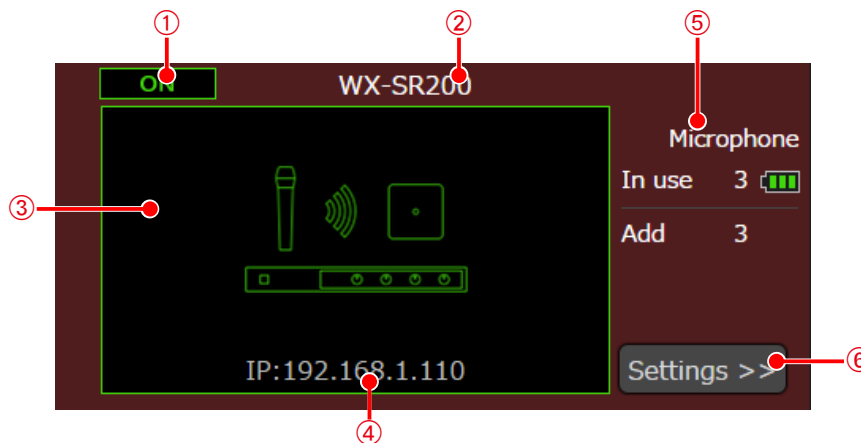 ① ② ⑤
ON WX-SR200
Microphone
In use 3
③
Add 3
IP:192.168.1.110 Settings >> ⑥
④